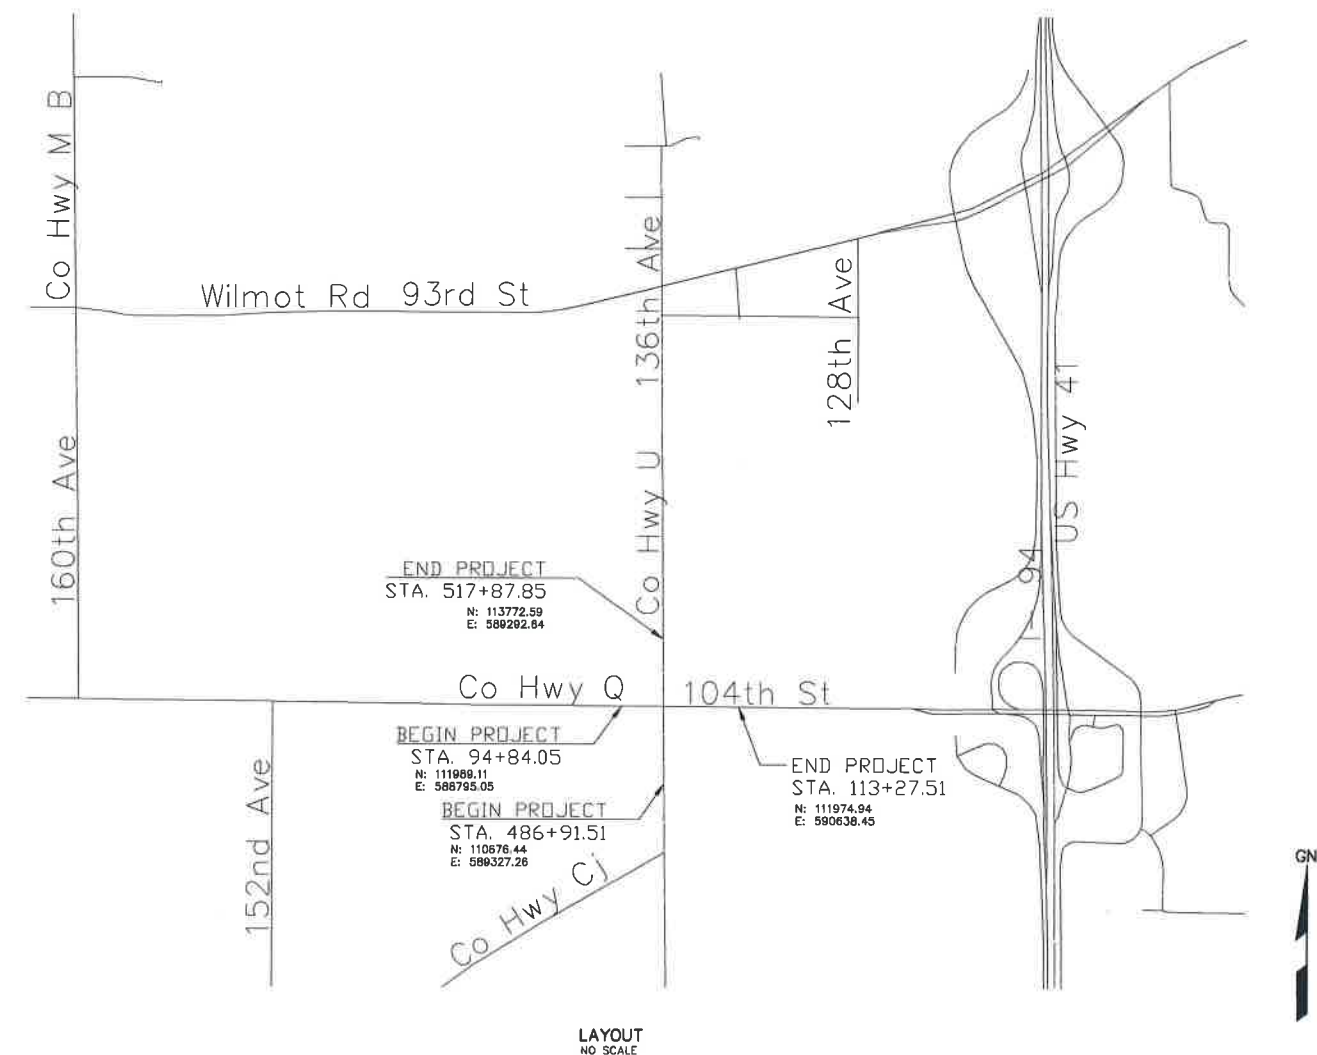 Co Hwy M B
Wilmot Rd 93rd St
136th Ave
128th Ave
US Hwy 41
I-94
160th Ave
Co Hwy U
END PROJECT
STA. 517+87.85
N: 113772.59
E: 589292.64
Co Hwy Q
104th St
BEGIN PROJECT
STA. 94+84.05
N: 111989.11
E: 588795.05
BEGIN PROJECT
STA. 486+91.51
N: 110676.44
E: 589327.26
END PROJECT
STA. 113+27.51
N: 111974.94
E: 590638.45
152nd Ave
Co Hwy Cj
GN
LAYOUT
NO SCALE